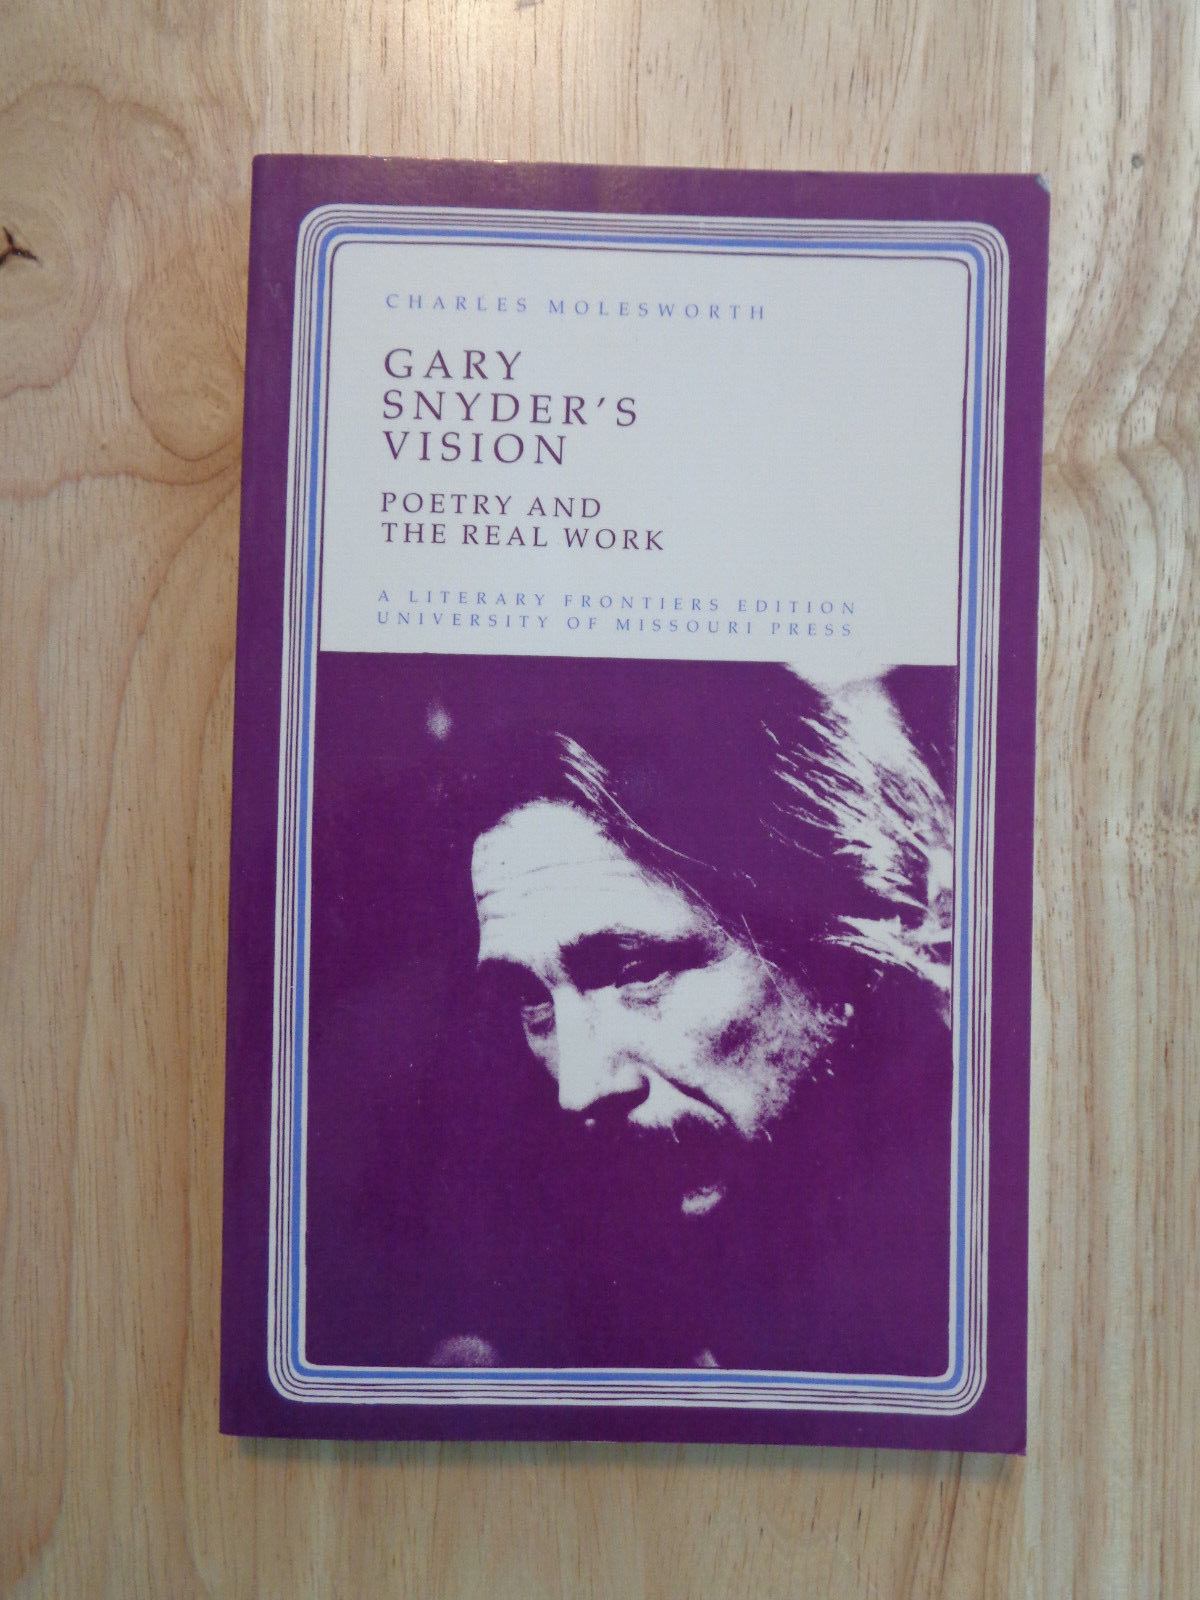 CHARLES MOLESWORTH
GARY
SNYDER'S
VISION
POETRY AND
THE REAL WORK
A LITERARY FRONTIERS EDITION
UNIVERSITY OF MISSOURI PRESS